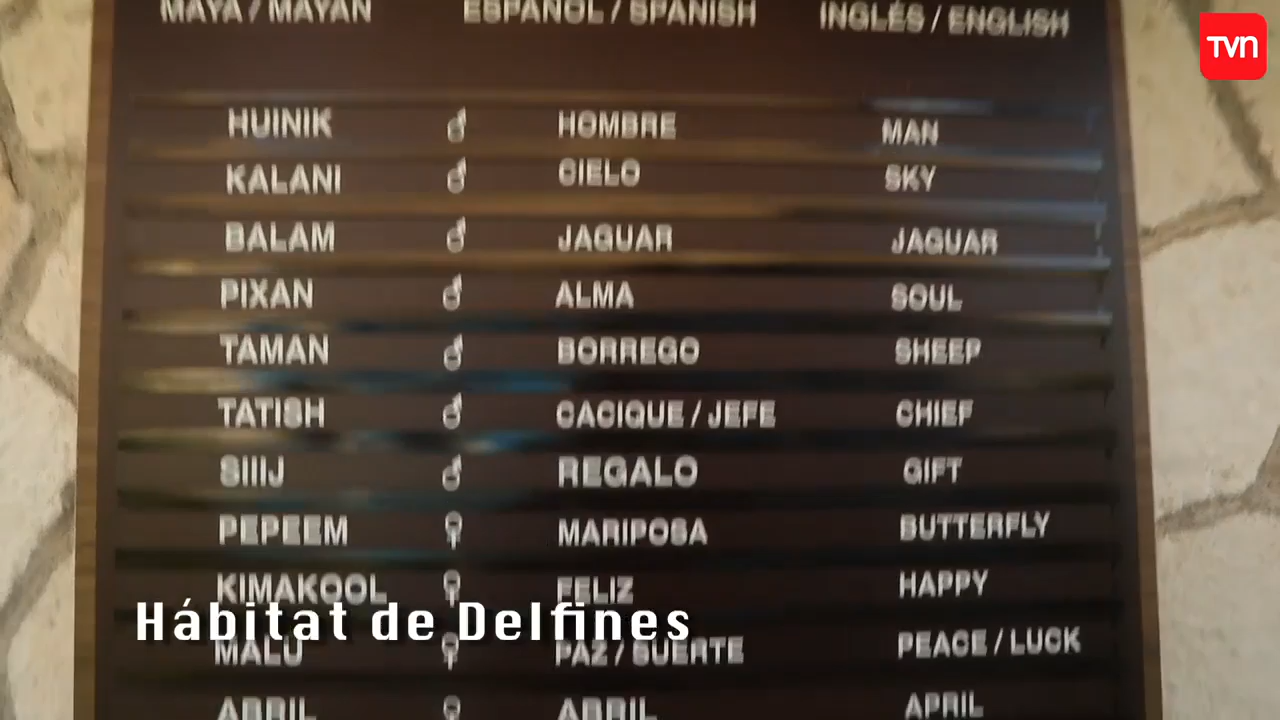 TVN
MAYA / MAYAN ESPAÑOL / SPANISH INGLÉS / ENGLISH
HUINIK ♂ HOMBRE MAN
KALANI ♂ CIELO SKY
BALAM ♂ JAGUAR JAGUAR
PIXAN ♂ ALMA SOUL
TAMAN ♂ BORREGO SHEEP
TATISH ♂ CACIQUE / JEFE CHIEF
SIIIJ ♂ REGALO GIFT
PEPEEM ♀ MARIPOSA BUTTERFLY
KIMAKOOL ♀ FELIZ HAPPY
Hábitat de Delfines
MALU ♀ PAZ / SUERTE PEACE / LUCK
ABRIL ♀ ABRIL APRIL